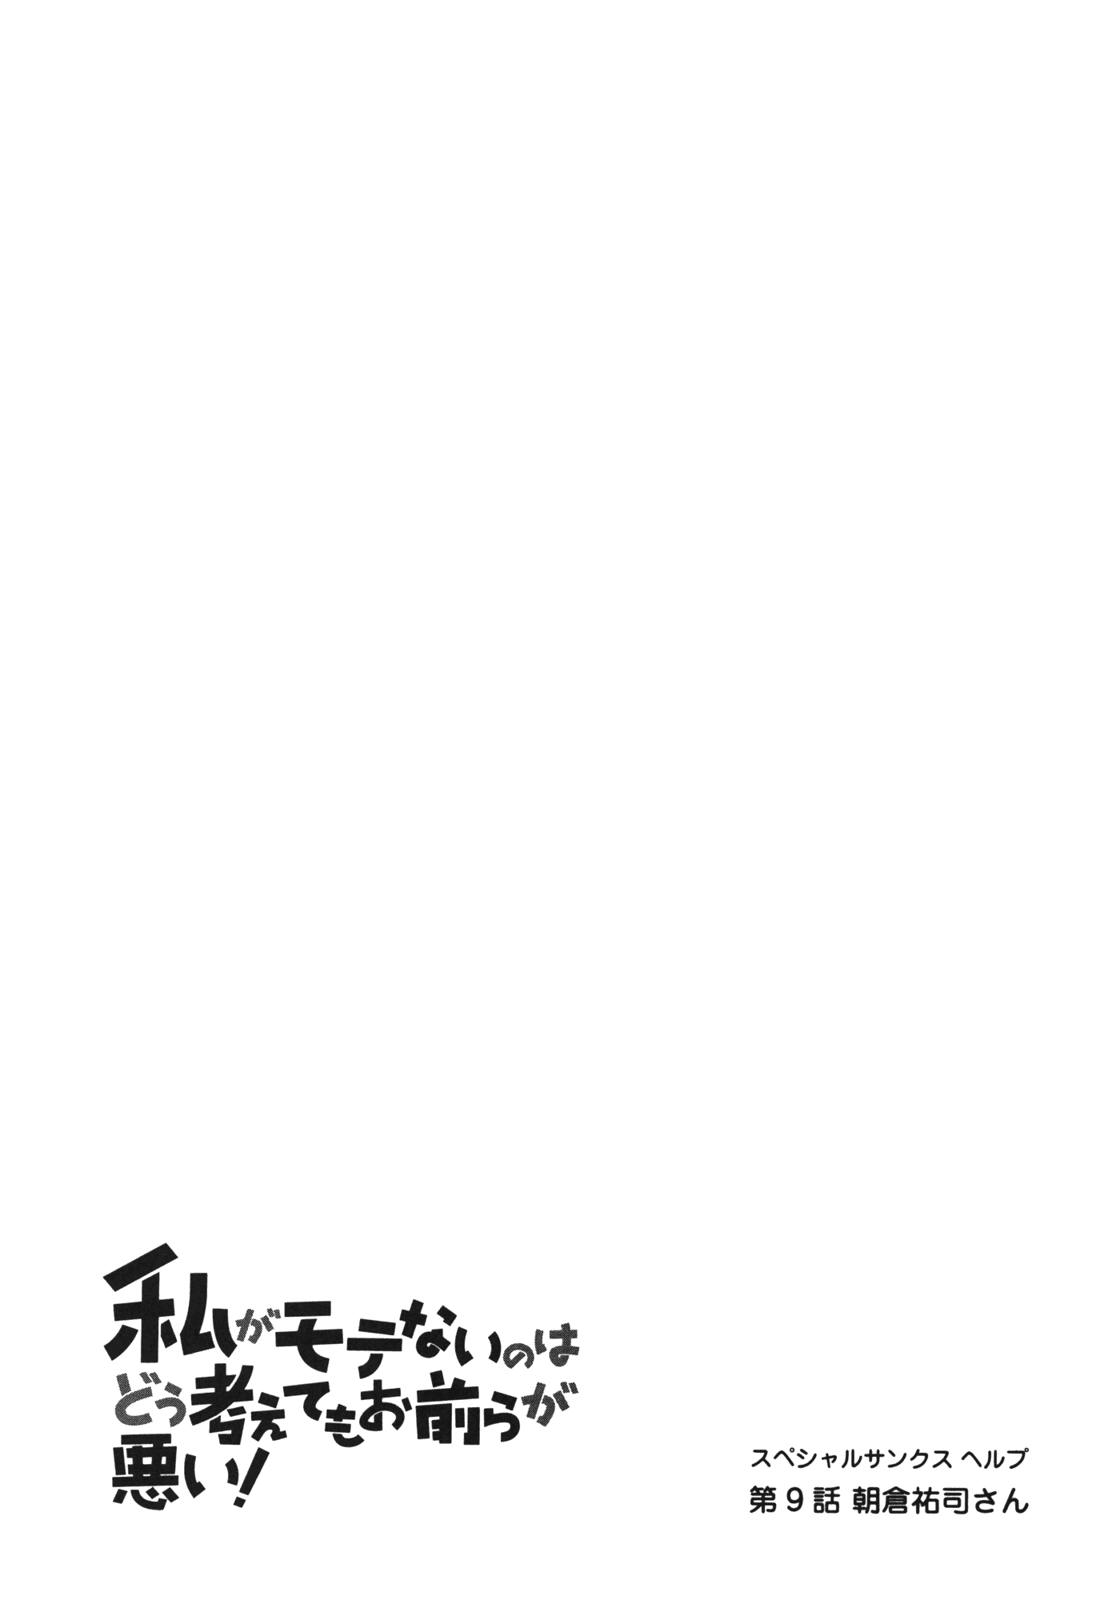 私がモテないのは
どう考えてもお前らが
悪い!
スペシャルサンクス ヘルプ
第9話 朝倉祐司さん